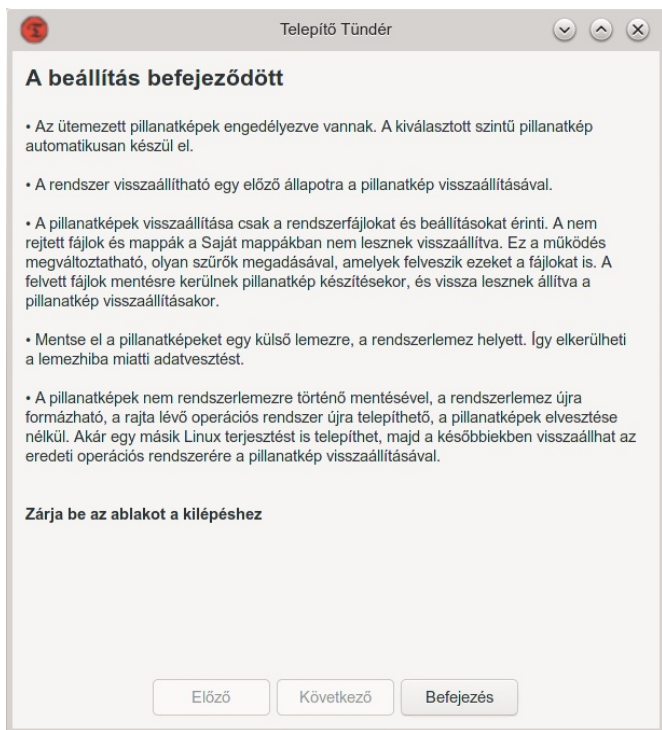 Telepítő Tündér
A beállítás befejeződött
• Az ütemezett pillanatképek engedélyezve vannak. A kiválasztott szintű pillanatkép
automatikusan készül el.
• A rendszer visszaállítható egy előző állapotra a pillanatkép visszaállításával.
• A pillanatképek visszaállítása csak a rendszerfájlokat és beállításokat érinti. A nem
rejtett fájlok és mappák a Saját mappákban nem lesznek visszaállítva. Ez a működés
megváltoztatható, olyan szűrők megadásával, amelyek felveszik ezeket a fájlokat is. A
felvett fájlok mentésre kerülnek pillanatkép készítésekor, és vissza lesznek állítva a
pillanatkép visszaállításakor.
• Mentse el a pillanatképeket egy külső lemezre, a rendszerlemez helyett. Így elkerülheti
a lemezhiba miatti adatvesztést.
• A pillanatképek nem rendszerlemezre történő mentésével, a rendszerlemez újra
formázható, a rajta lévő operációs rendszer újra telepíthető, a pillanatképek elvesztése
nélkül. Akár egy másik Linux terjesztést is telepíthet, majd a későbbiekben visszaállhat az
eredeti operációs rendszerére a pillanatkép visszaállításával.
Zárja be az ablakot a kilépéshez
Előző
Következő
Befejezés